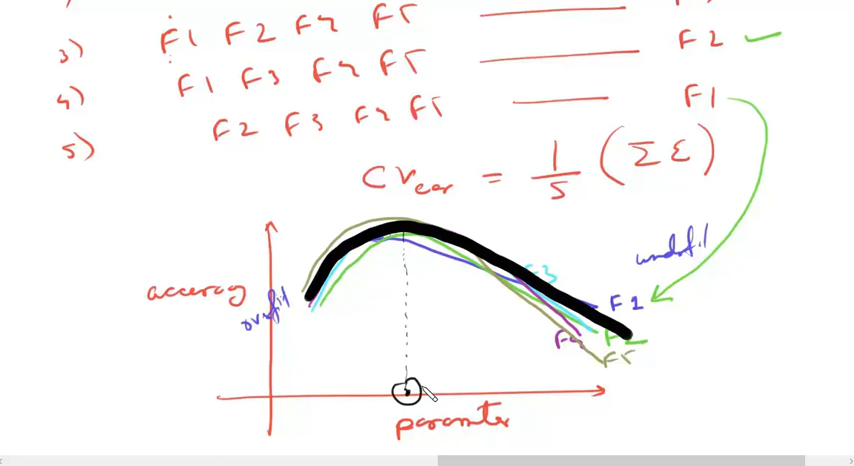 3) F1 F2 F4 F5 F2
4) F1 F3 F4 F5
5) F2 F3 F4 F5 F1
CVerr = 1/5 (Σ ε)
accuracy
overfit
underfit
F3
F1
F4
F2
F5
parameter